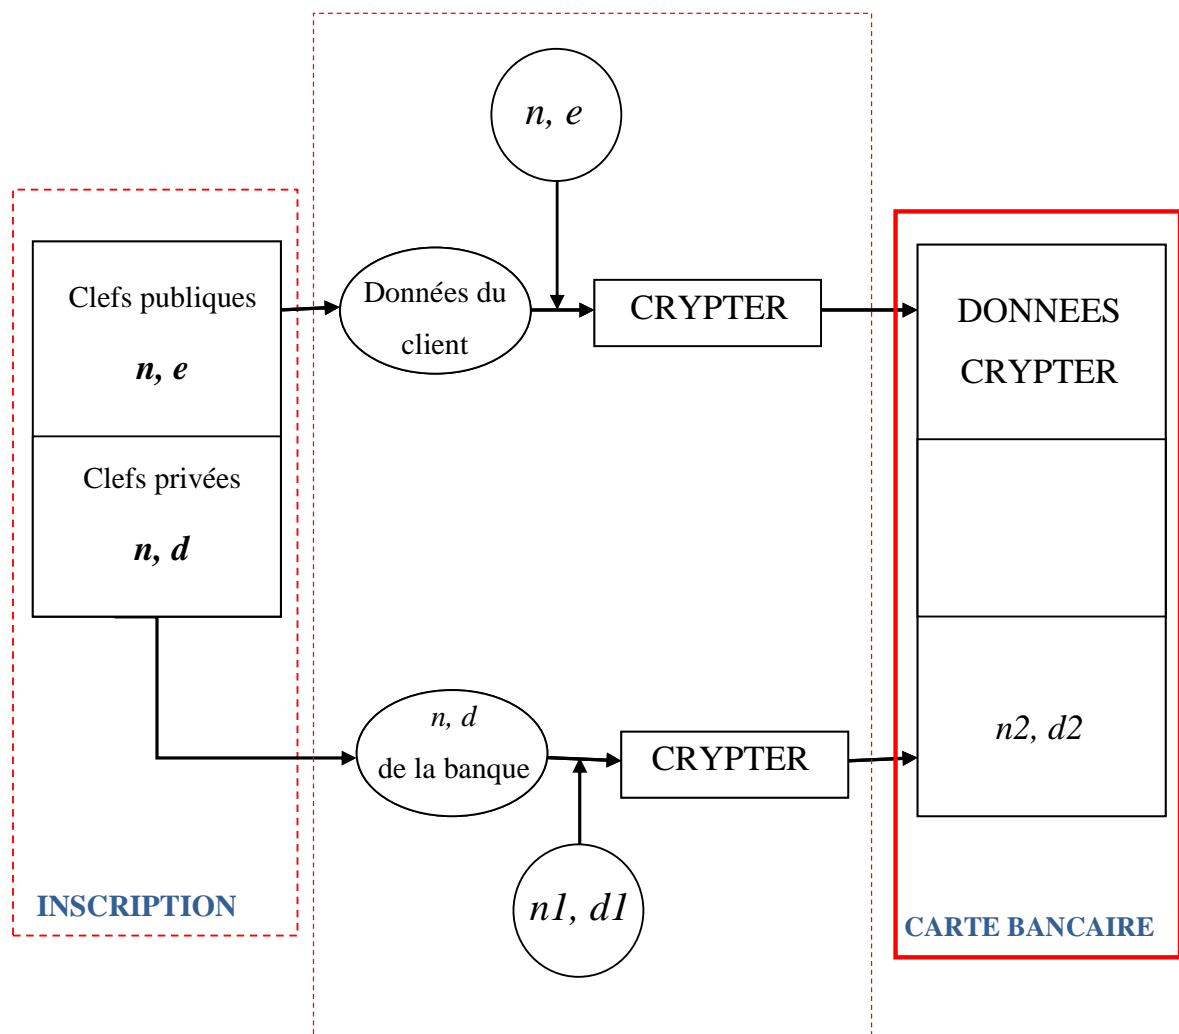 n, e
Clefs publiques
n, e
Données du
client
CRYPTER
DONNEES
CRYPTER
Clefs privées
n, d
n, d
de la banque
CRYPTER
n2, d2
n1, d1
INSCRIPTION
CARTE BANCAIRE